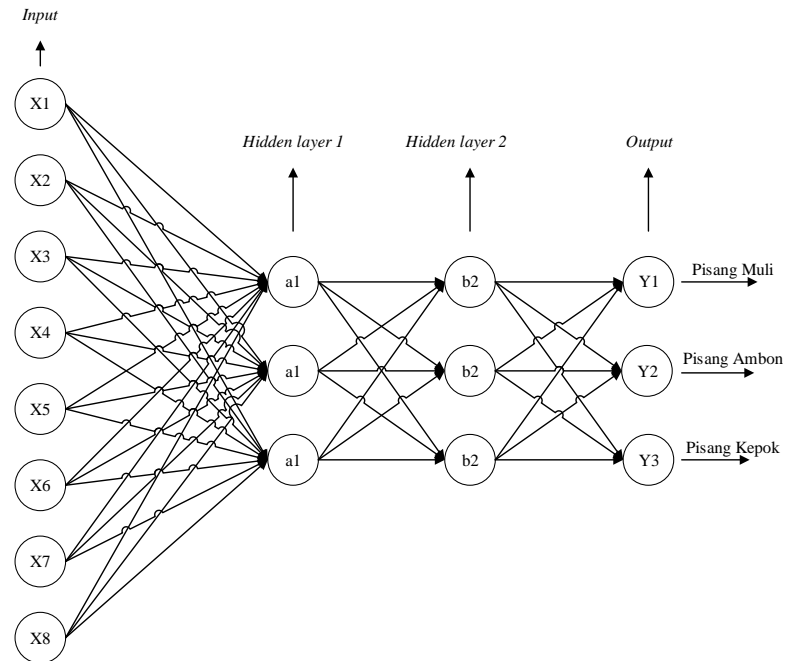 Input
X1
X2
X3
X4
X5
X6
X7
X8
Hidden layer 1
a1
a1
a1
Hidden layer 2
b2
b2
b2
Output
Y1
Y2
Y3
Pisang Muli
Pisang Ambon
Pisang Kepok